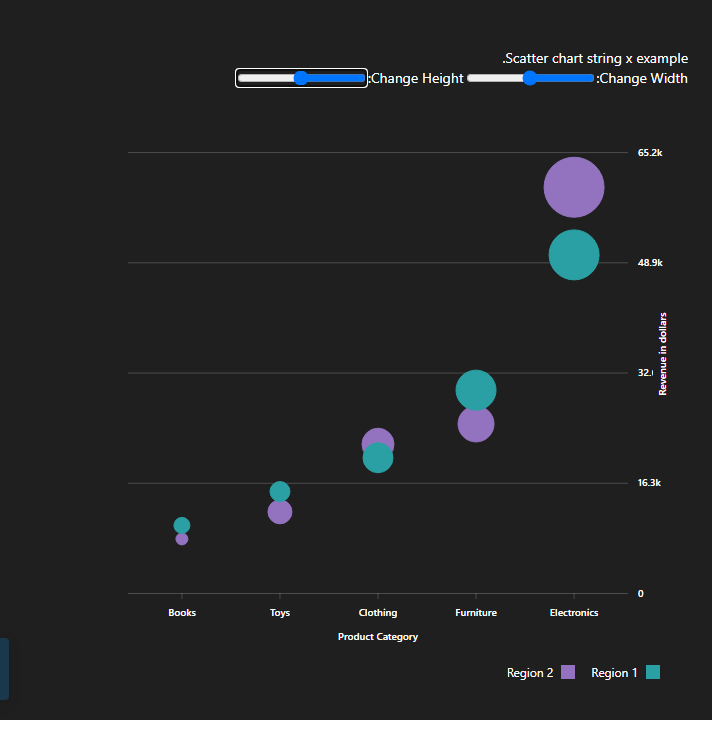 .Scatter chart string x example
:Change Height :Change Width
65.2k
48.9k
32.
16.3k
0
Revenue in dollars
Books Toys Clothing Furniture Electronics
Product Category
Region 2 Region 1